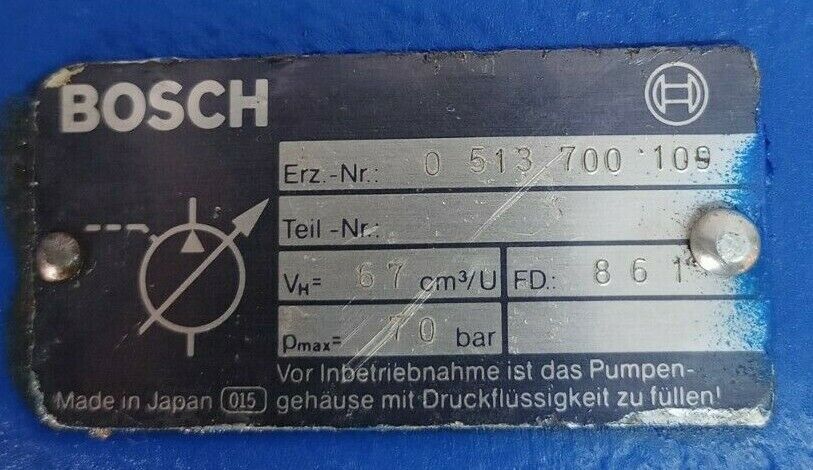 BOSCH
Erz.-Nr.: 0 513 700 109
Teil -Nr.:
VH= 67 cm³/U FD.: 861
pmax= 70 bar
Vor Inbetriebnahme ist das Pumpen-
Made in Japan 015 gehäuse mit Druckflüssigkeit zu füllen!